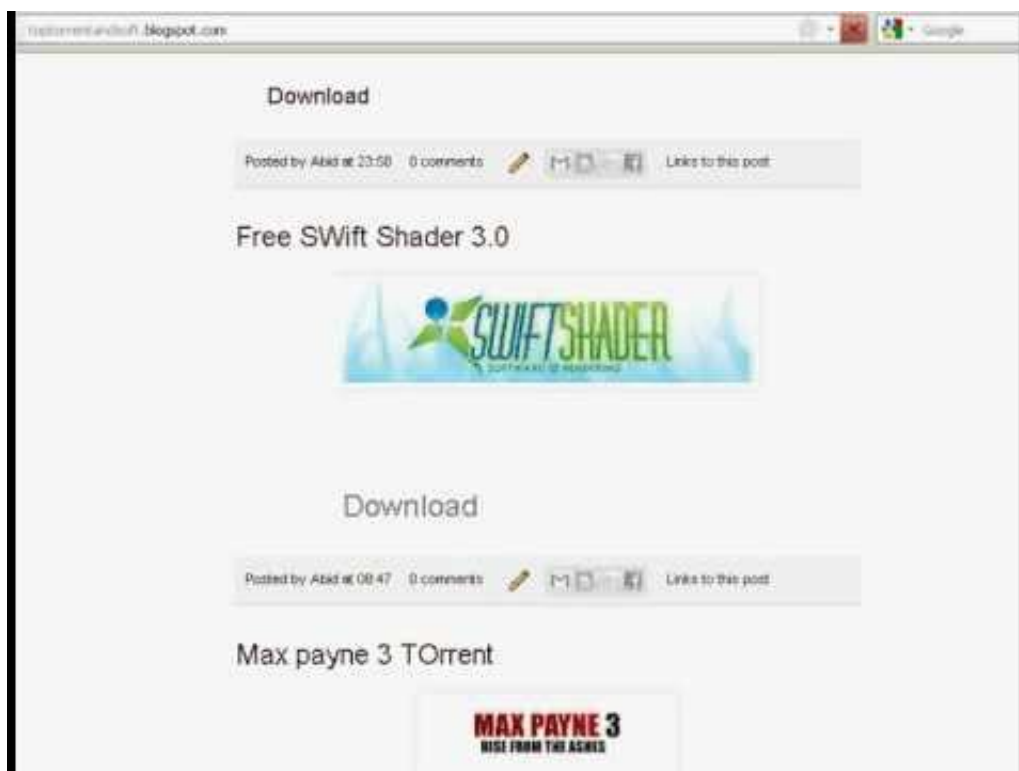 .blogspot.com
Google
Download
Posted by Abid at 23:58 0 comments Links to this post
Free SWift Shader 3.0
SWIFTSHADER
Download
Posted by Abid at 08:47 0 comments Links to this post
Max payne 3 TOrrent
MAX PAYNE 3
RISE FROM THE ASHES